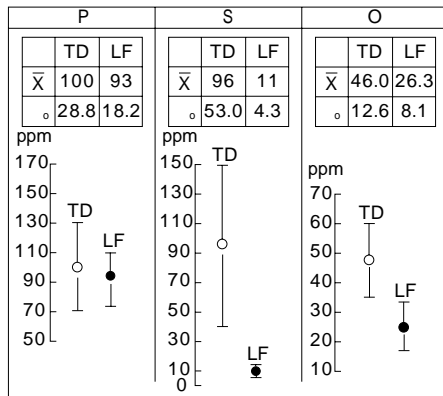 P S O
TD LF TD LF TD LF
X̄ 100 93 X̄ 96 11 X̄ 46.0 26.3
o 28.8 18.2 o 53.0 4.3 o 12.6 8.1
ppm ppm ppm
170 150 70
150 130 60
130 110 50
110 90 40
90 70 30
70 50 20
50 30 10
10
0
TD LF
TD LF
TD LF